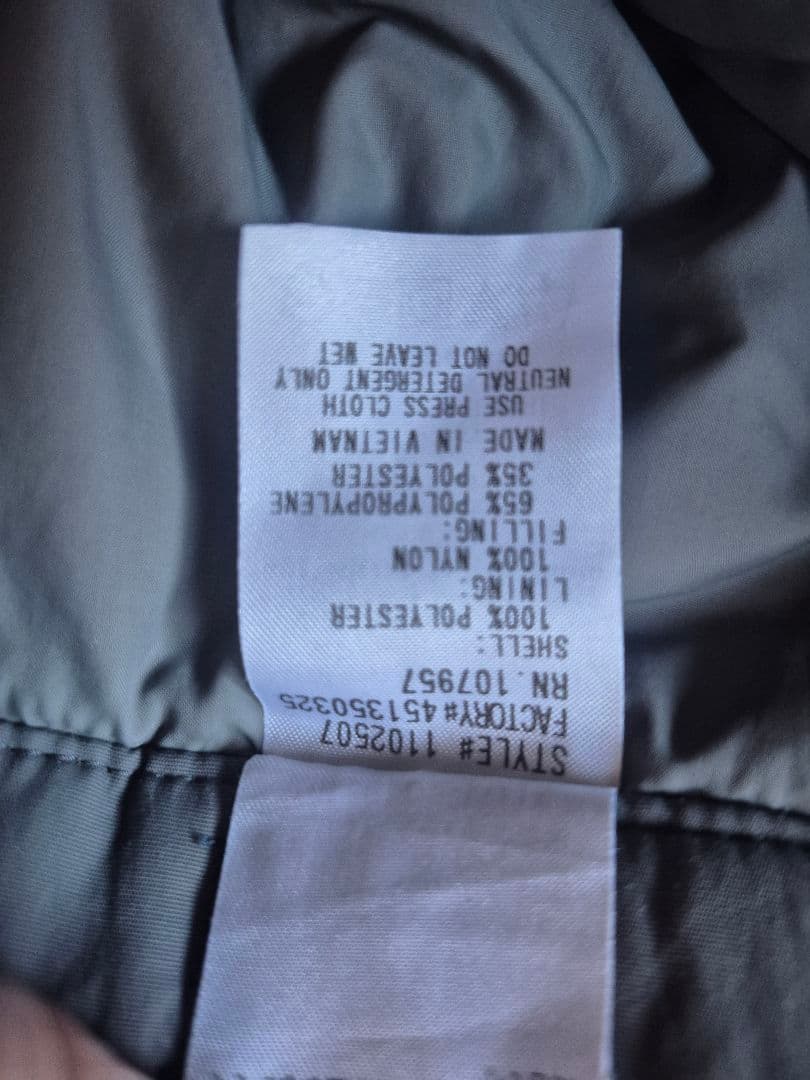 STYLE# 1102507
FACTORY# 451350325
RN. 107957
SHELL:
100% POLYESTER
LINING:
100% NYLON
FILLING:
65% POLYPROPYLENE
35% POLYESTER
MADE IN VIETNAM
USE PRESS CLOTH
NEUTRAL DETERGENT ONLY
DO NOT LEAVE WET